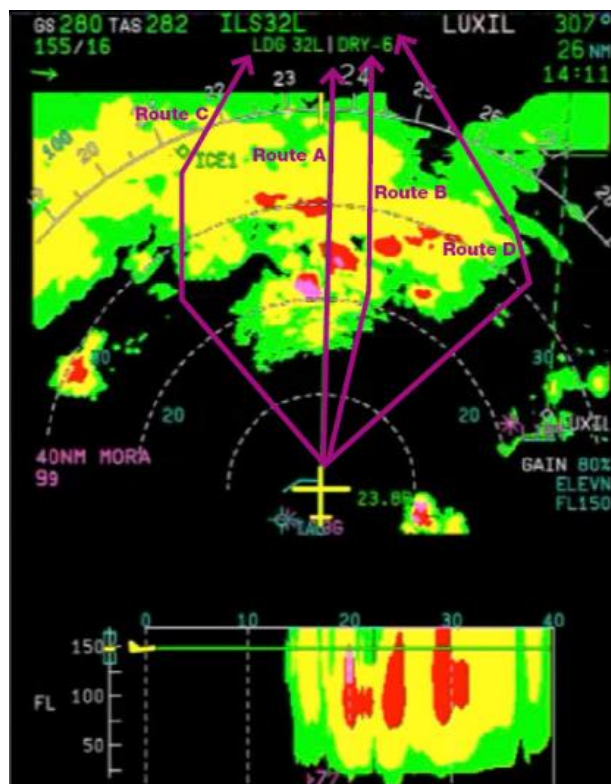 GS 280 TAS 282 ILS32L LUXIL 307°
155/16 LDG 32L | DRY-6 26 NM
14:11
22 23 24 25 26
Route C
100
20
ICE1
Route A
Route B
Route D
30 30
20 20
LUXIL
40NM MORA
99
GAIN 80%
ELEVN
FL150
0 10 20 30 40
150
FL 100
50